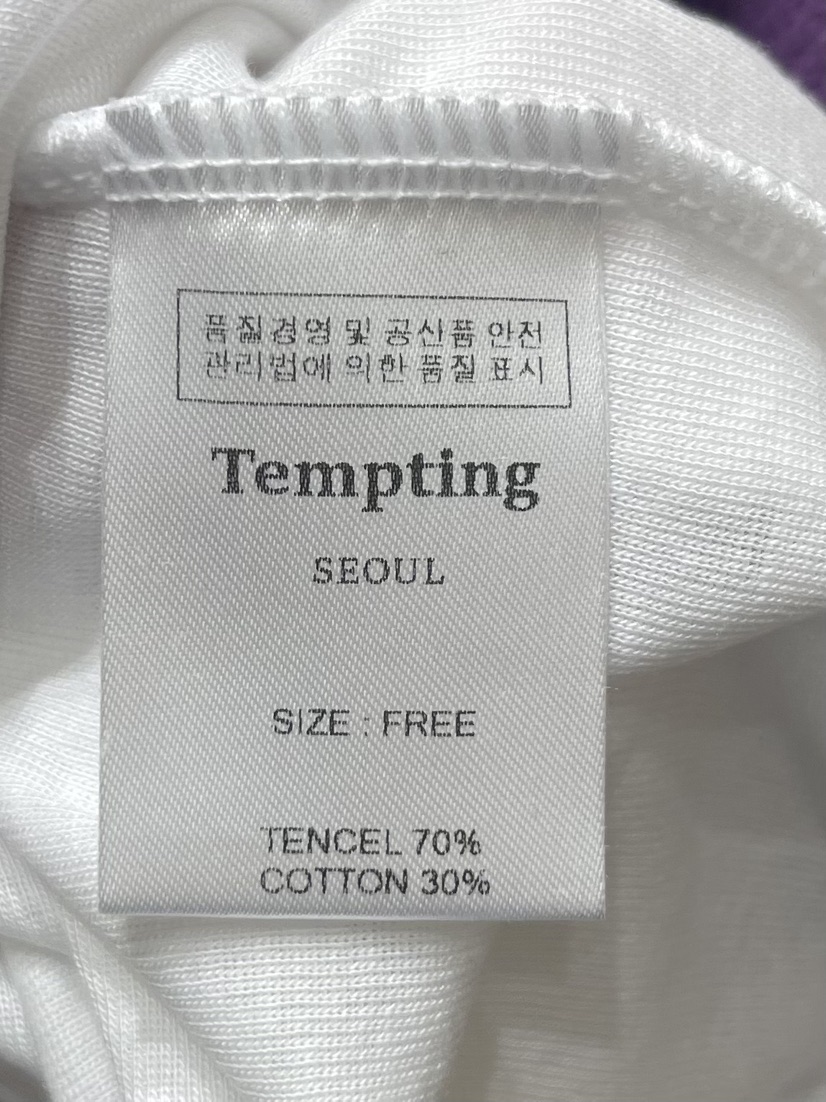 품질경영 및 공산품 안전
관리법에 의한 품질 표시
Tempting
SEOUL
SIZE : FREE
TENCEL 70%
COTTON 30%